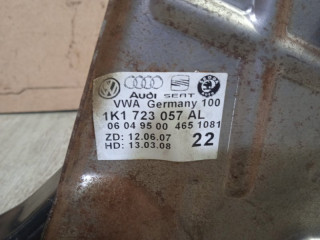 Audi SEAT
VWA Germany 100
1K1 723 057 AL
06 04 95 00 465 1081
ZD: 12.06.07 22
HD: 13.03.08